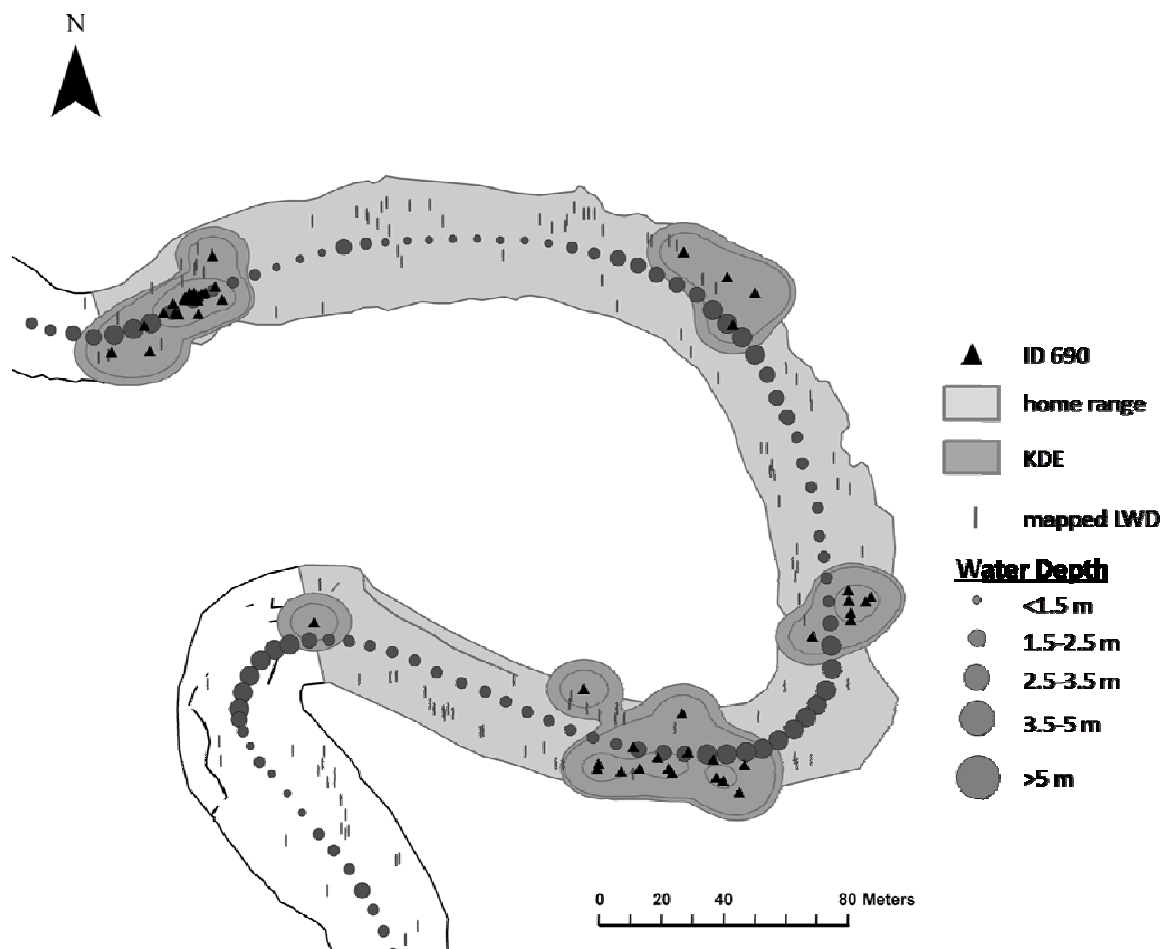 N
ID 690
home range
KDE
mapped LWD
Water Depth
<1.5 m
1.5-2.5 m
2.5-3.5 m
3.5-5 m
>5 m
0 20 40 80 Meters